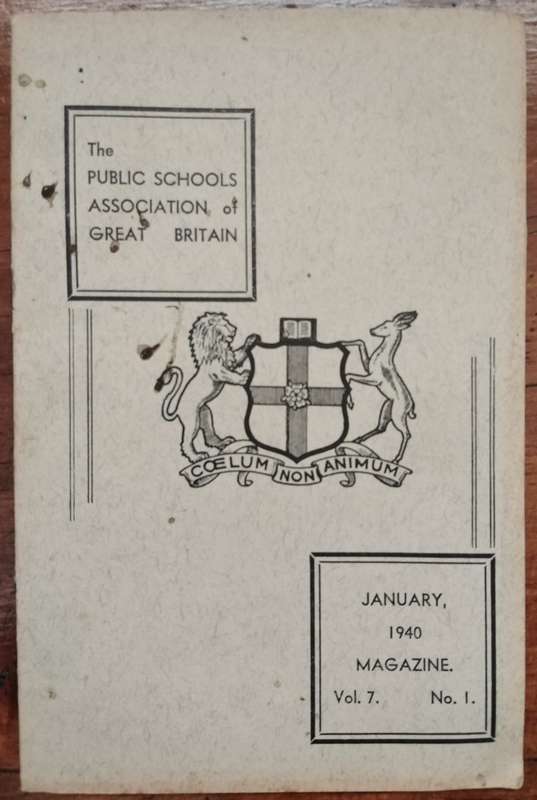 The
PUBLIC SCHOOLS
ASSOCIATION of
GREAT BRITAIN
CŒLUM NON ANIMUM
JANUARY,
1940
MAGAZINE.
Vol. 7. No. 1.